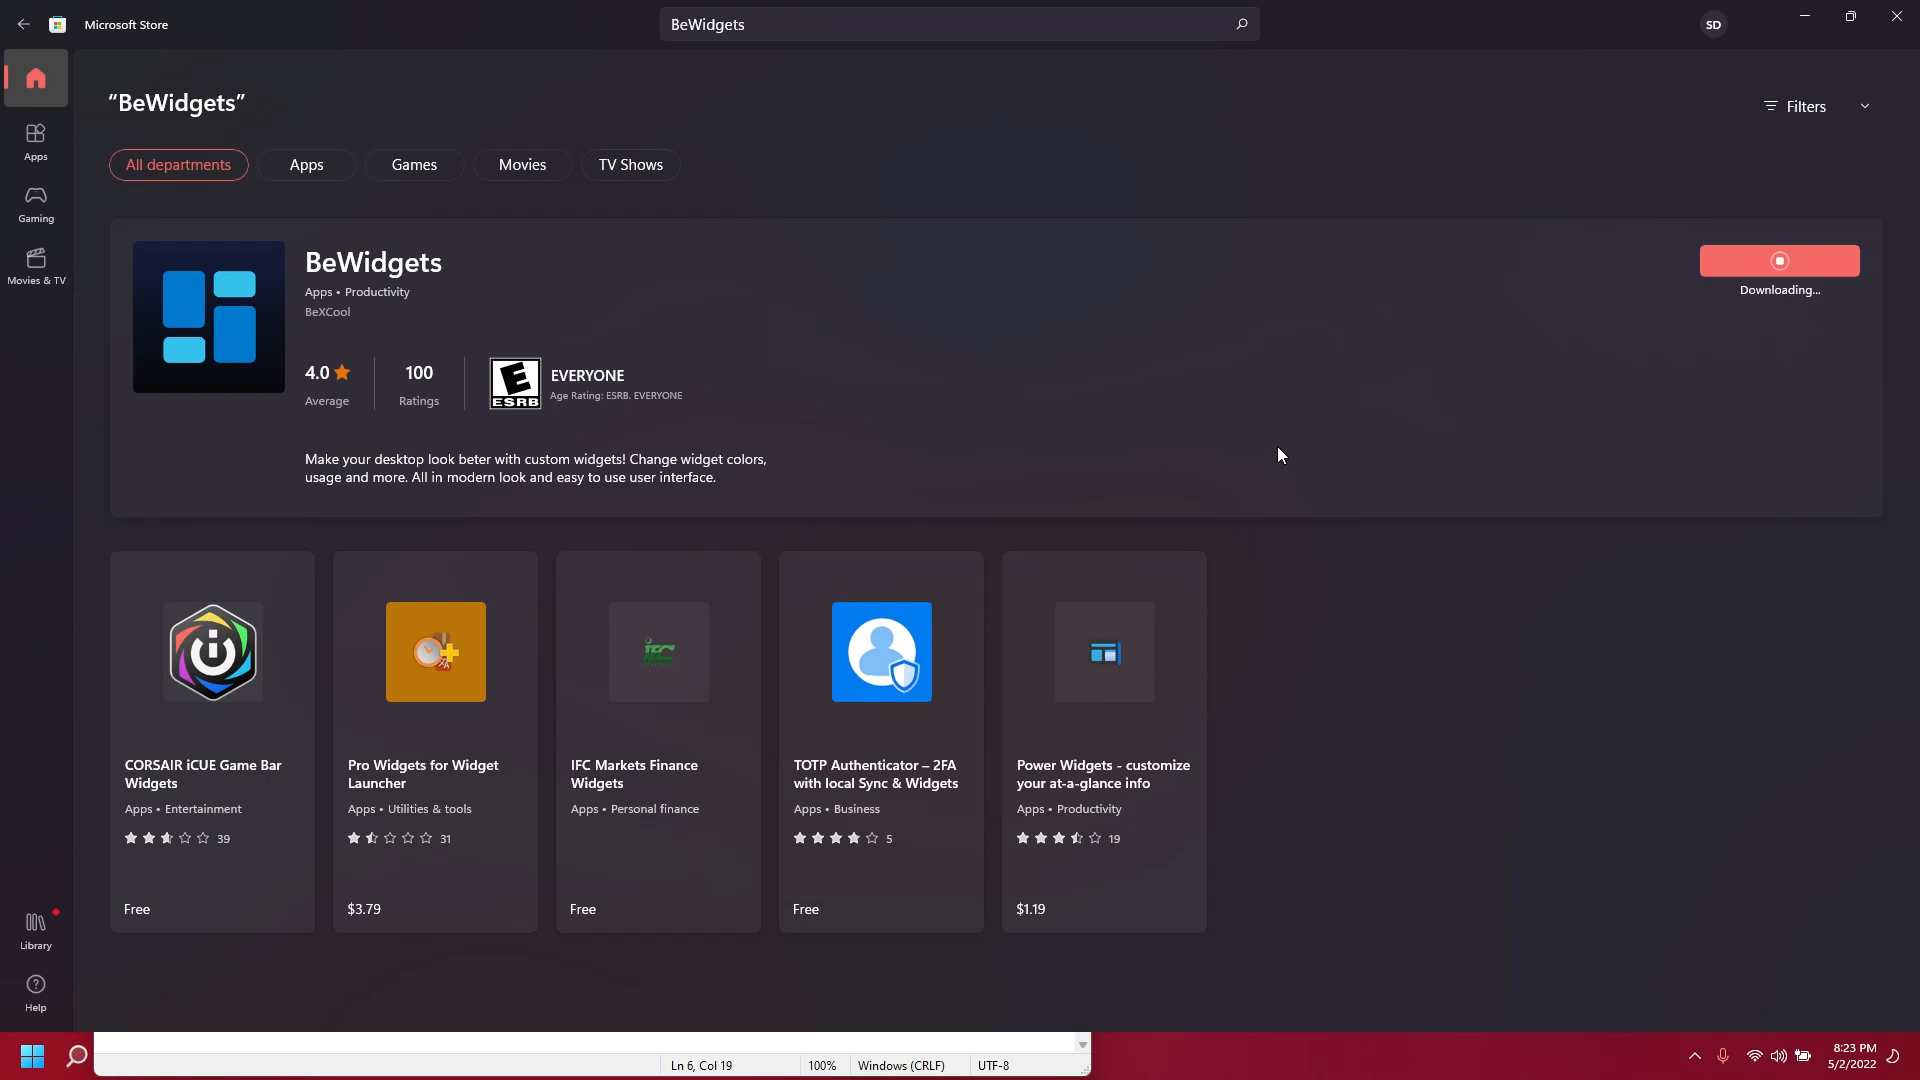 Microsoft Store
BeWidgets
SD
Apps
Gaming
Movies & TV
Library
Help
“BeWidgets”
Filters
All departments
Apps
Games
Movies
TV Shows
BeWidgets
Apps • Productivity
BeXCool
4.0
Average
100
Ratings
E
ESRB
EVERYONE
Age Rating: ESRB. EVERYONE
Downloading...
Make your desktop look beter with custom widgets! Change widget colors,
usage and more. All in modern look and easy to use user interface.
CORSAIR iCUE Game Bar
Widgets
Apps • Entertainment
39
Free
Pro Widgets for Widget
Launcher
Apps • Utilities & tools
31
$3.79
IFC
IFC Markets Finance
Widgets
Apps • Personal finance
Free
TOTP Authenticator – 2FA
with local Sync & Widgets
Apps • Business
5
Free
Power Widgets - customize
your at-a-glance info
Apps • Productivity
19
$1.19
Ln 6, Col 19
100%
Windows (CRLF)
UTF-8
8:23 PM
5/2/2022